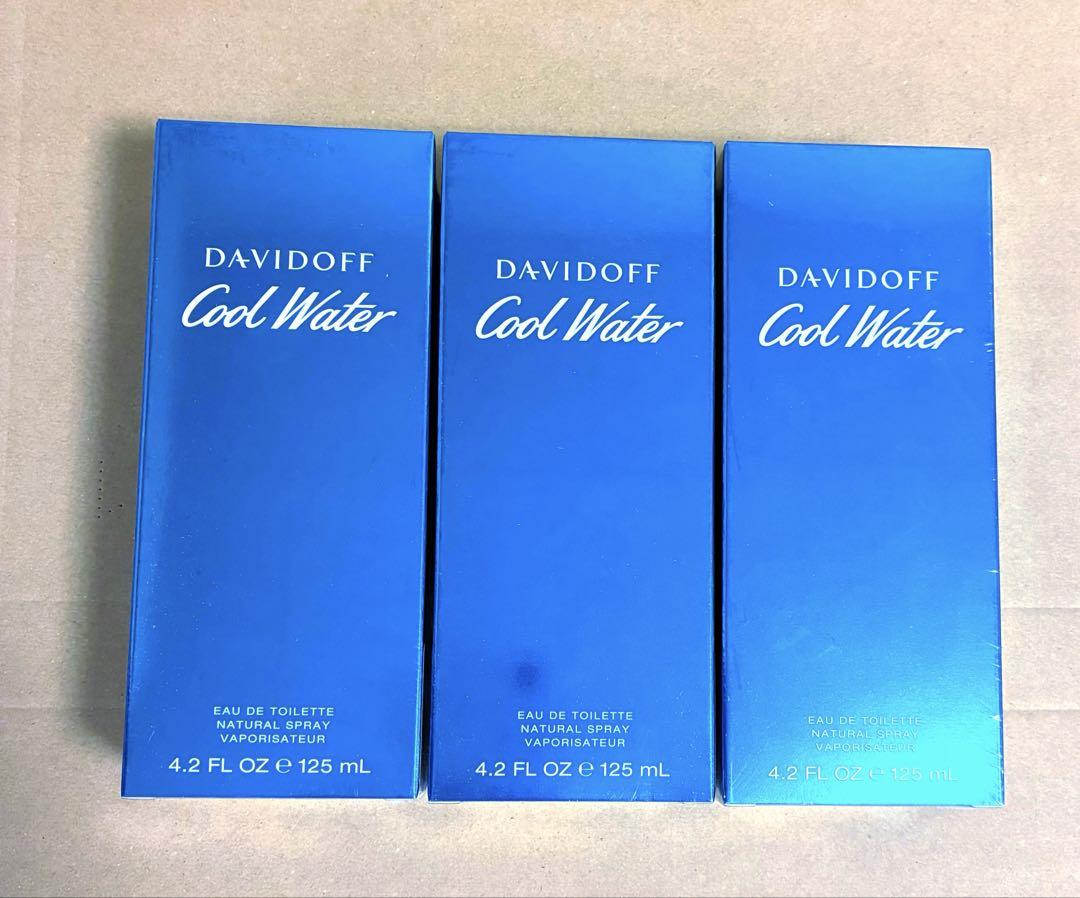 DAVIDOFF
Cool Water
EAU DE TOILETTE
NATURAL SPRAY
VAPORISATEUR
4.2 FL OZ ℮ 125 mL
DAVIDOFF
Cool Water
EAU DE TOILETTE
NATURAL SPRAY
VAPORISATEUR
4.2 FL OZ ℮ 125 mL
DAVIDOFF
Cool Water
EAU DE TOILETTE
NATURAL SPRAY
VAPORISATEUR
4.2 FL OZ ℮ 125 mL